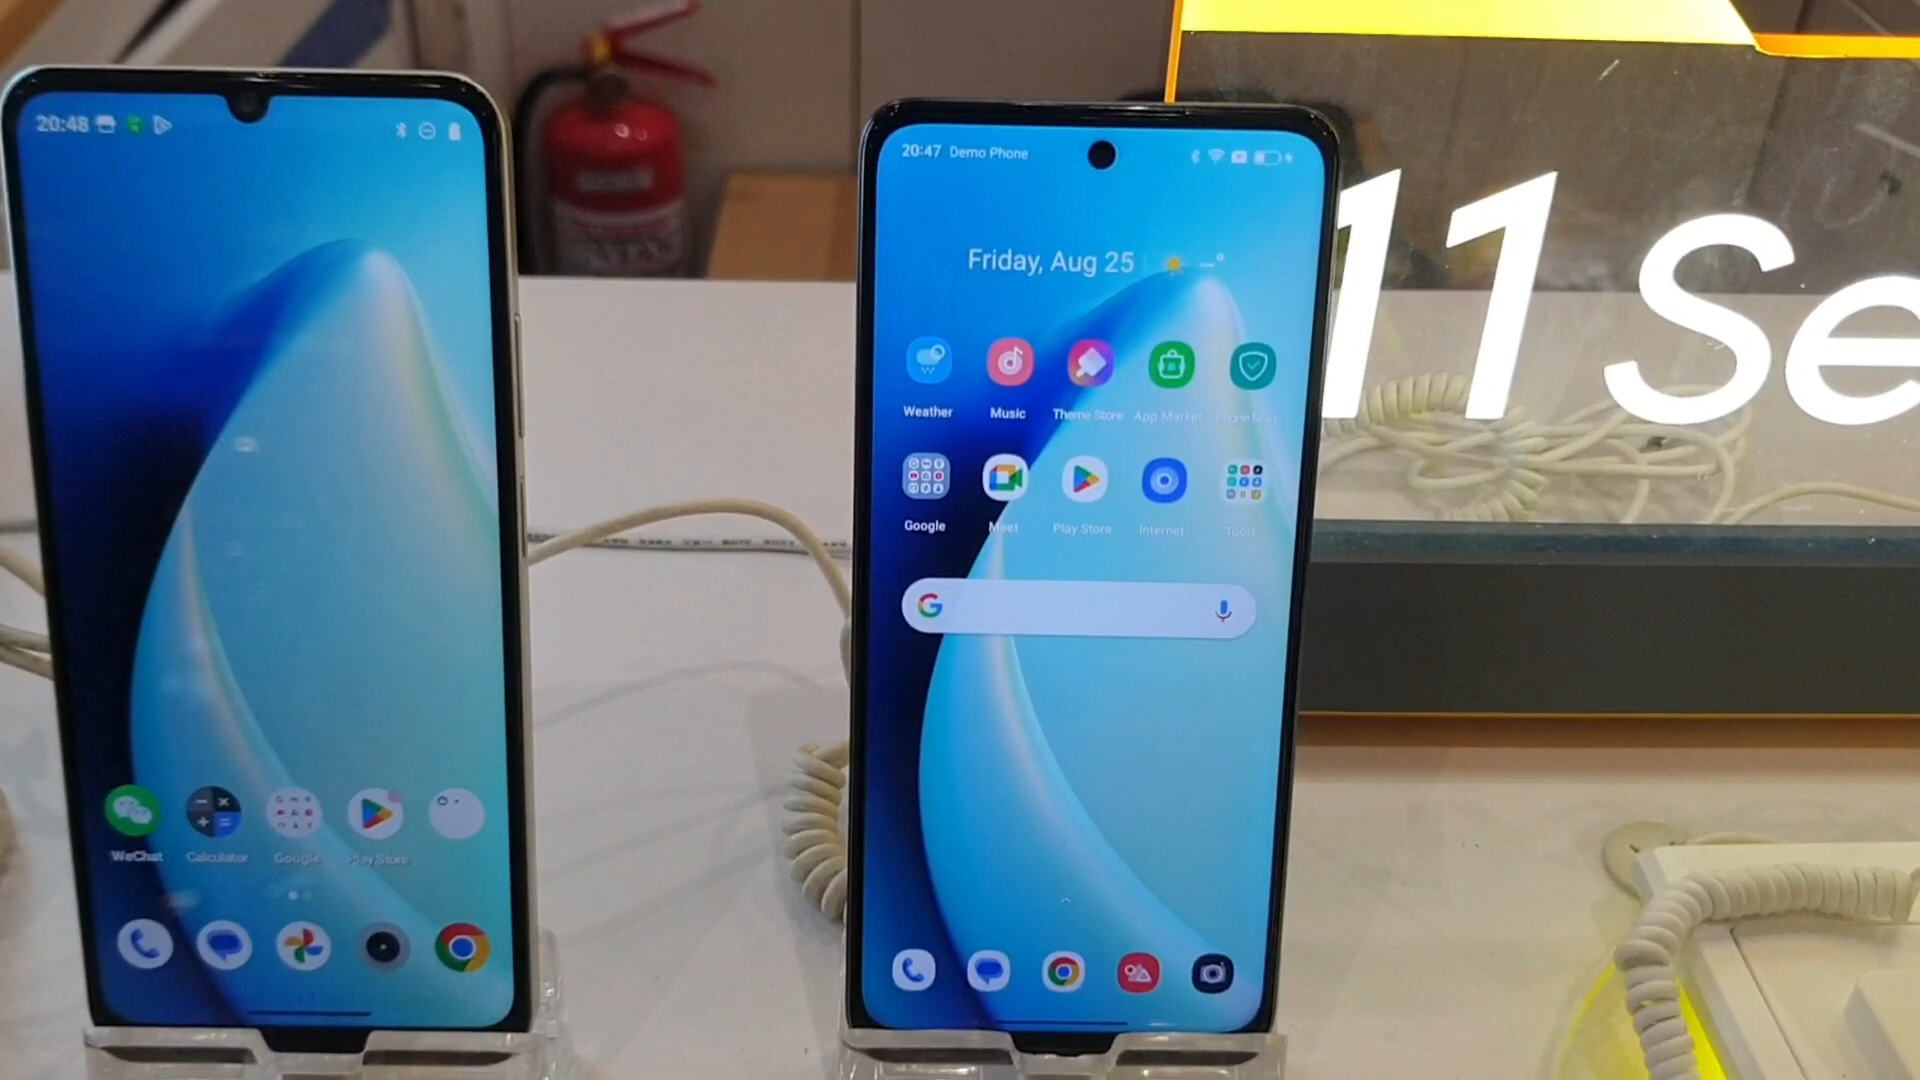 20:48
WeChat
Calculator
Google
Play Store
20:47 Demo Phone
Friday, Aug 25
Weather
Music
Theme Store
App Market
Google
Meet
Play Store
Internet
Tools
11 Se